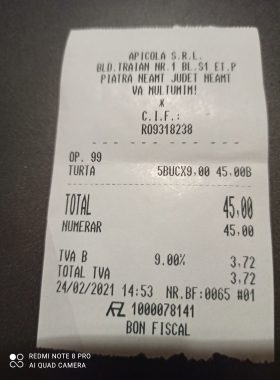 APICOLA S.R.L.
BLD.TRAIAN NR.1 BL.S1 ET.P
PIATRA NEAMT JUDET NEAMT
VA MULTUMIM!
*
C.I.F.:
RO9318238
OP. 99
TURTA 5BUCX9,00 45,00B
TOTAL 45,00
NUMERAR 45,00
TVA B 9.00% 3,72
TOTAL TVA 3,72
24/02/2021 14:53 NR.BF:0065 #01
1000078141
BON FISCAL
REDMI NOTE 8 PRO
AI QUAD CAMERA